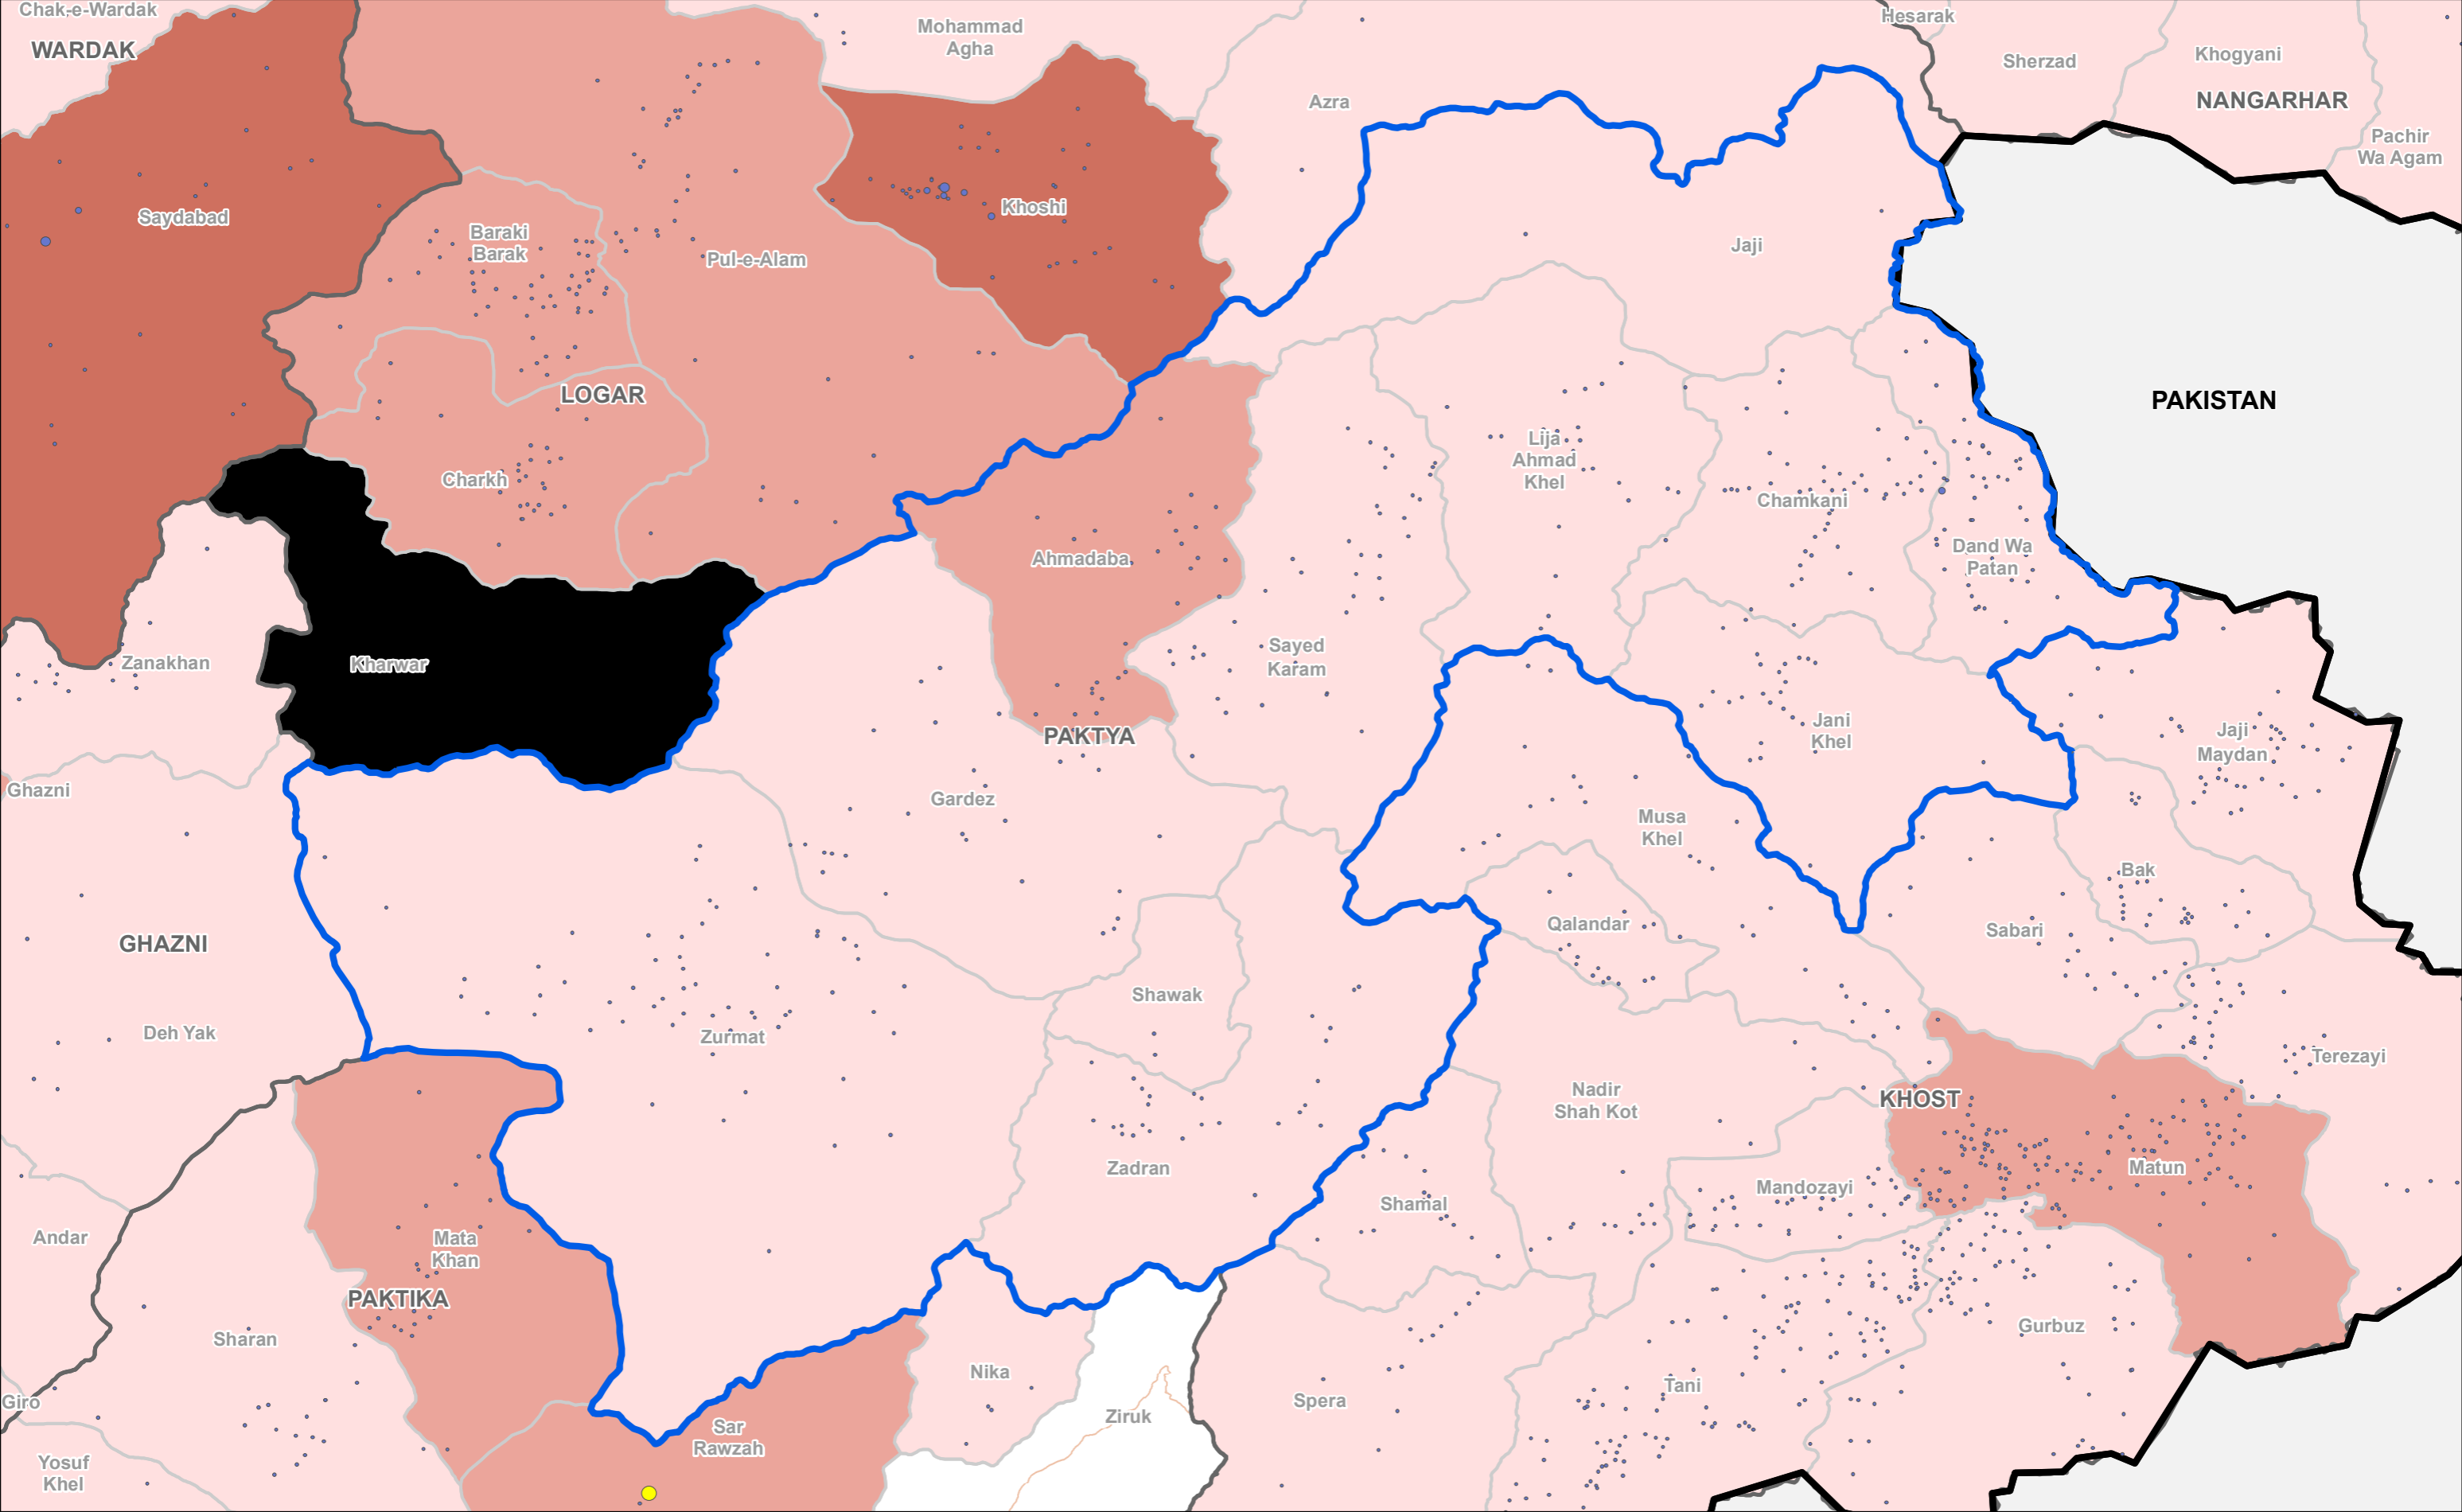 Chak-e-Wardak
WARDAK
Mohammad
Agha
Hesarak
Sherzad
Khogyani
NANGARHAR
Pachir
Wa Agam
Azra
Saydabad
Baraki
Barak
Pul-e-Alam
Khoshi
Jaji
LOGAR
PAKISTAN
Charkh
Lija
Ahmad
Khel
Chamkani
Ahmadaba
Dand Wa
Patan
Zanakhan
Kharwar
Sayed
Karam
PAKTYA
Jani
Khel
Jaji
Maydan
Ghazni
Gardez
Musa
Khel
Bak
GHAZNI
Qalandar
Sabari
Shawak
Deh Yak
Zurmat
Terezayi
Nadir
Shah Kot
KHOST
Zadran
Matun
Mandozayi
Shamal
Andar
Mata
Khan
PAKTIKA
Sharan
Gurbuz
Nika
Tani
Giro
Spera
Ziruk
Sar
Rawzah
Yosuf
Khel